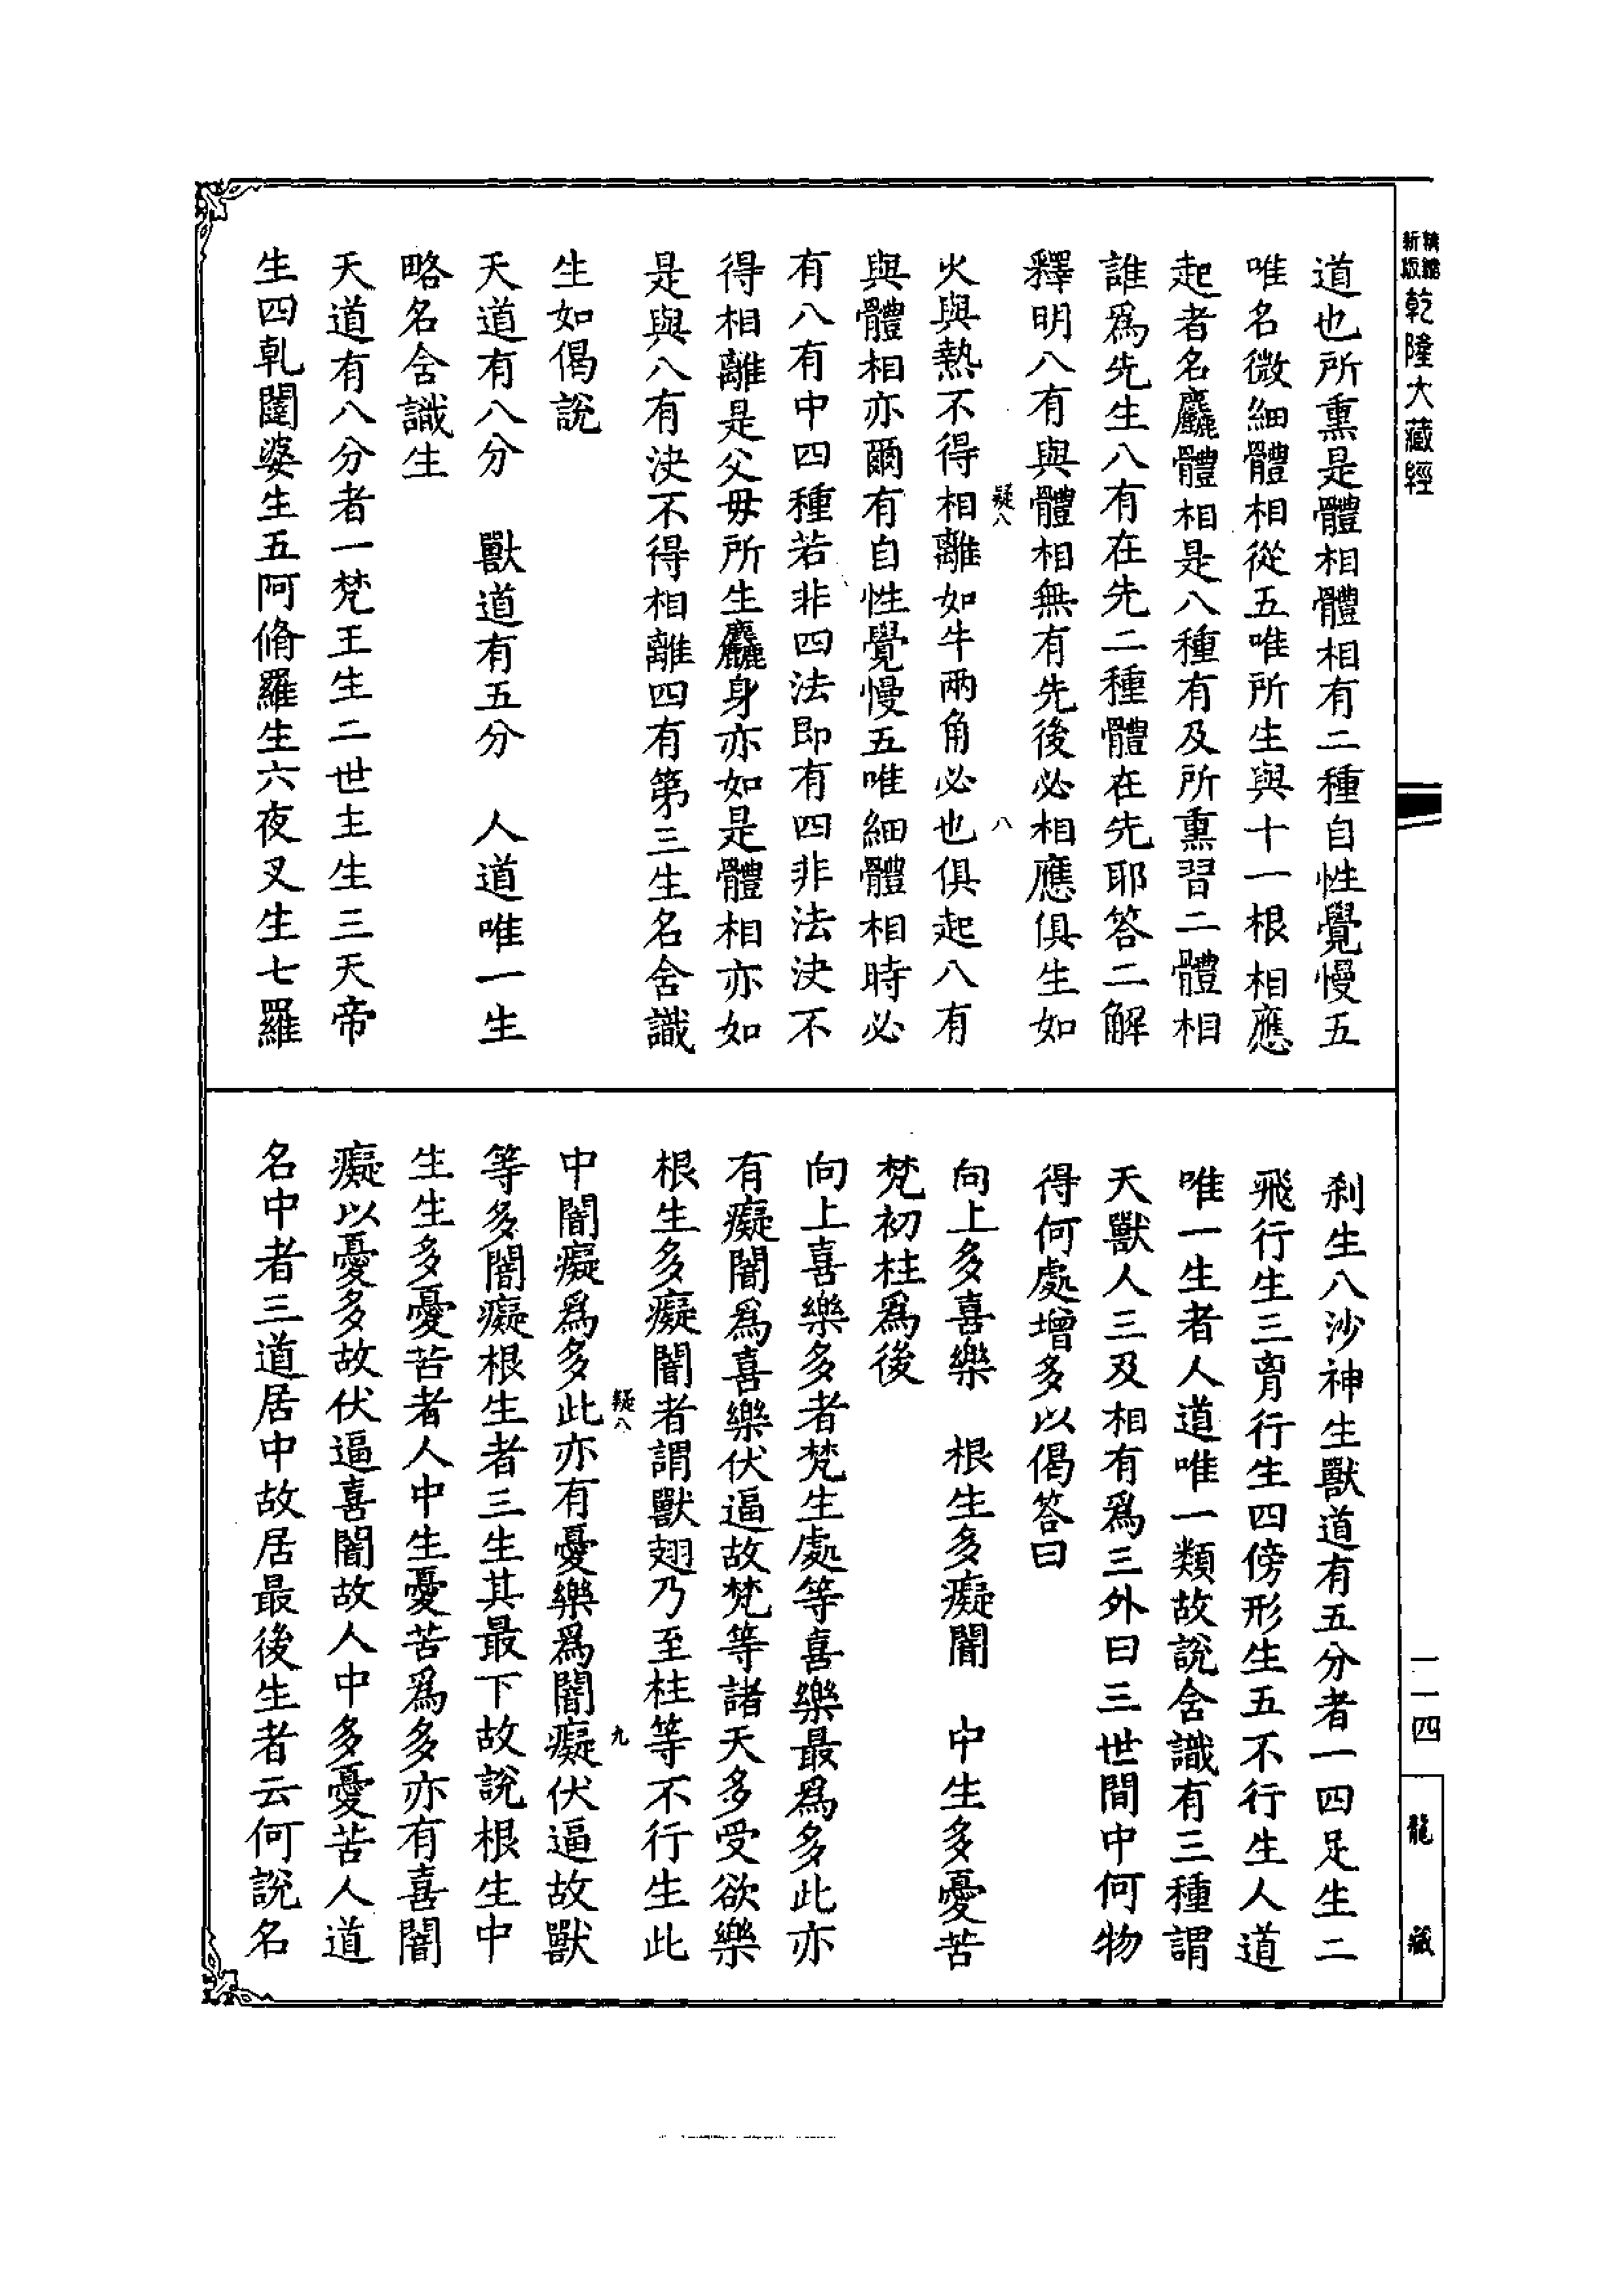 精縮新版乾隆大藏經
道也所熏是體相體相有二種自性覺慢五
唯名微細體相從五唯所生與十一根相應
起者名麤體相是八種有及所熏習二體相
誰爲先生八有在先二種體在先耶答二解
釋明八有與體相無有先後必相應俱生如
疑八 八
火與熱不得相離如牛兩角必也俱起八有
與體相亦爾有自性覺慢五唯細體相時必
有八有中四種若非四法即有四非法決不
得相離是父母所生麤身亦如是體相亦如
是與八有決不得相離四有第三生名舍識
生如偈說
天道有八分 獸道有五分 人道唯一生
略名舍識生
天道有八分者一梵王生二世主生三天帝
生四乹闥婆生五阿脩羅生六夜叉生七羅
刹生八沙神生獸道有五分者一四足生二
飛行生三胷行生四傍形生五不行生人道
唯一生者人道唯一類故說舍識有三種謂
天獸人三及相有爲三外曰三世間中何物
得何處增多以偈答曰
向上多喜樂 根生多癡闇 中生多憂苦
梵初柱爲後
向上喜樂多者梵生處等喜樂最爲多此亦
有癡闇爲喜樂伏逼故梵等諸天多受欲樂
根生多癡闇者謂獸翅乃至柱等不行生此
疑八 九
中闇癡爲多此亦有憂樂爲闇癡伏逼故獸
等多闇癡根生者三生其最下故說根生中
生生多憂苦者人中生憂苦爲多亦有喜闇
癡以憂多故伏逼喜闇故人中多憂苦人道
名中者三道居中故居最後生者云何說名
一一四
龍藏